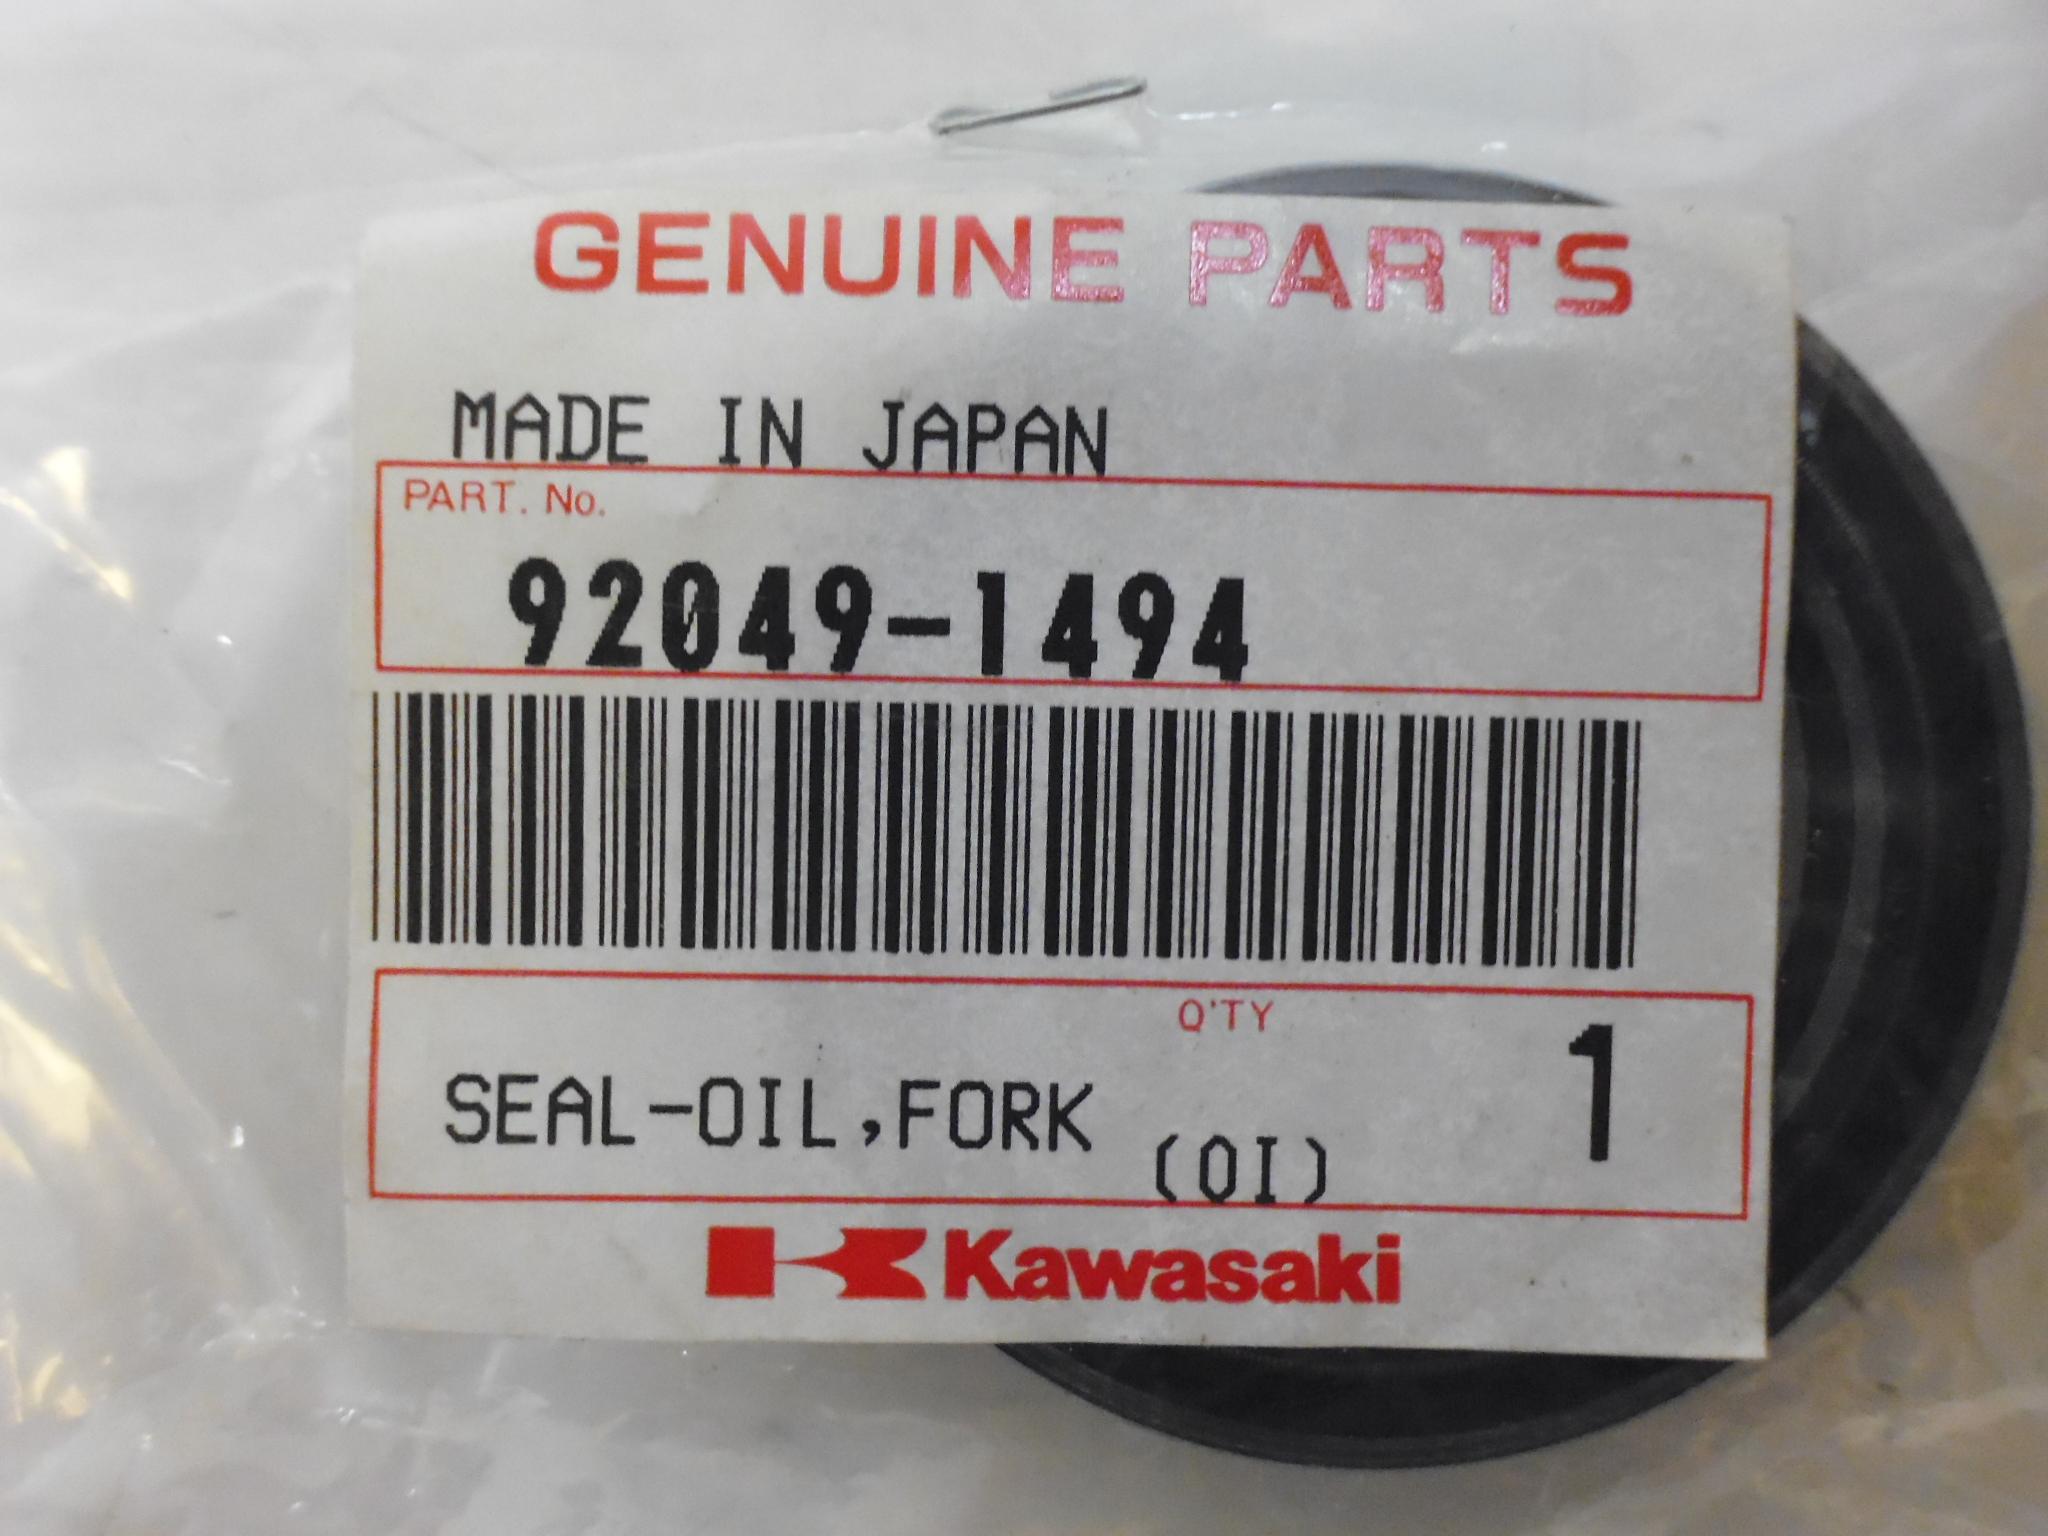 GENUINE PARTS
MADE IN JAPAN
PART. No.
92049-1494
Q'TY
1
SEAL-OIL,FORK
(OI)
Kawasaki